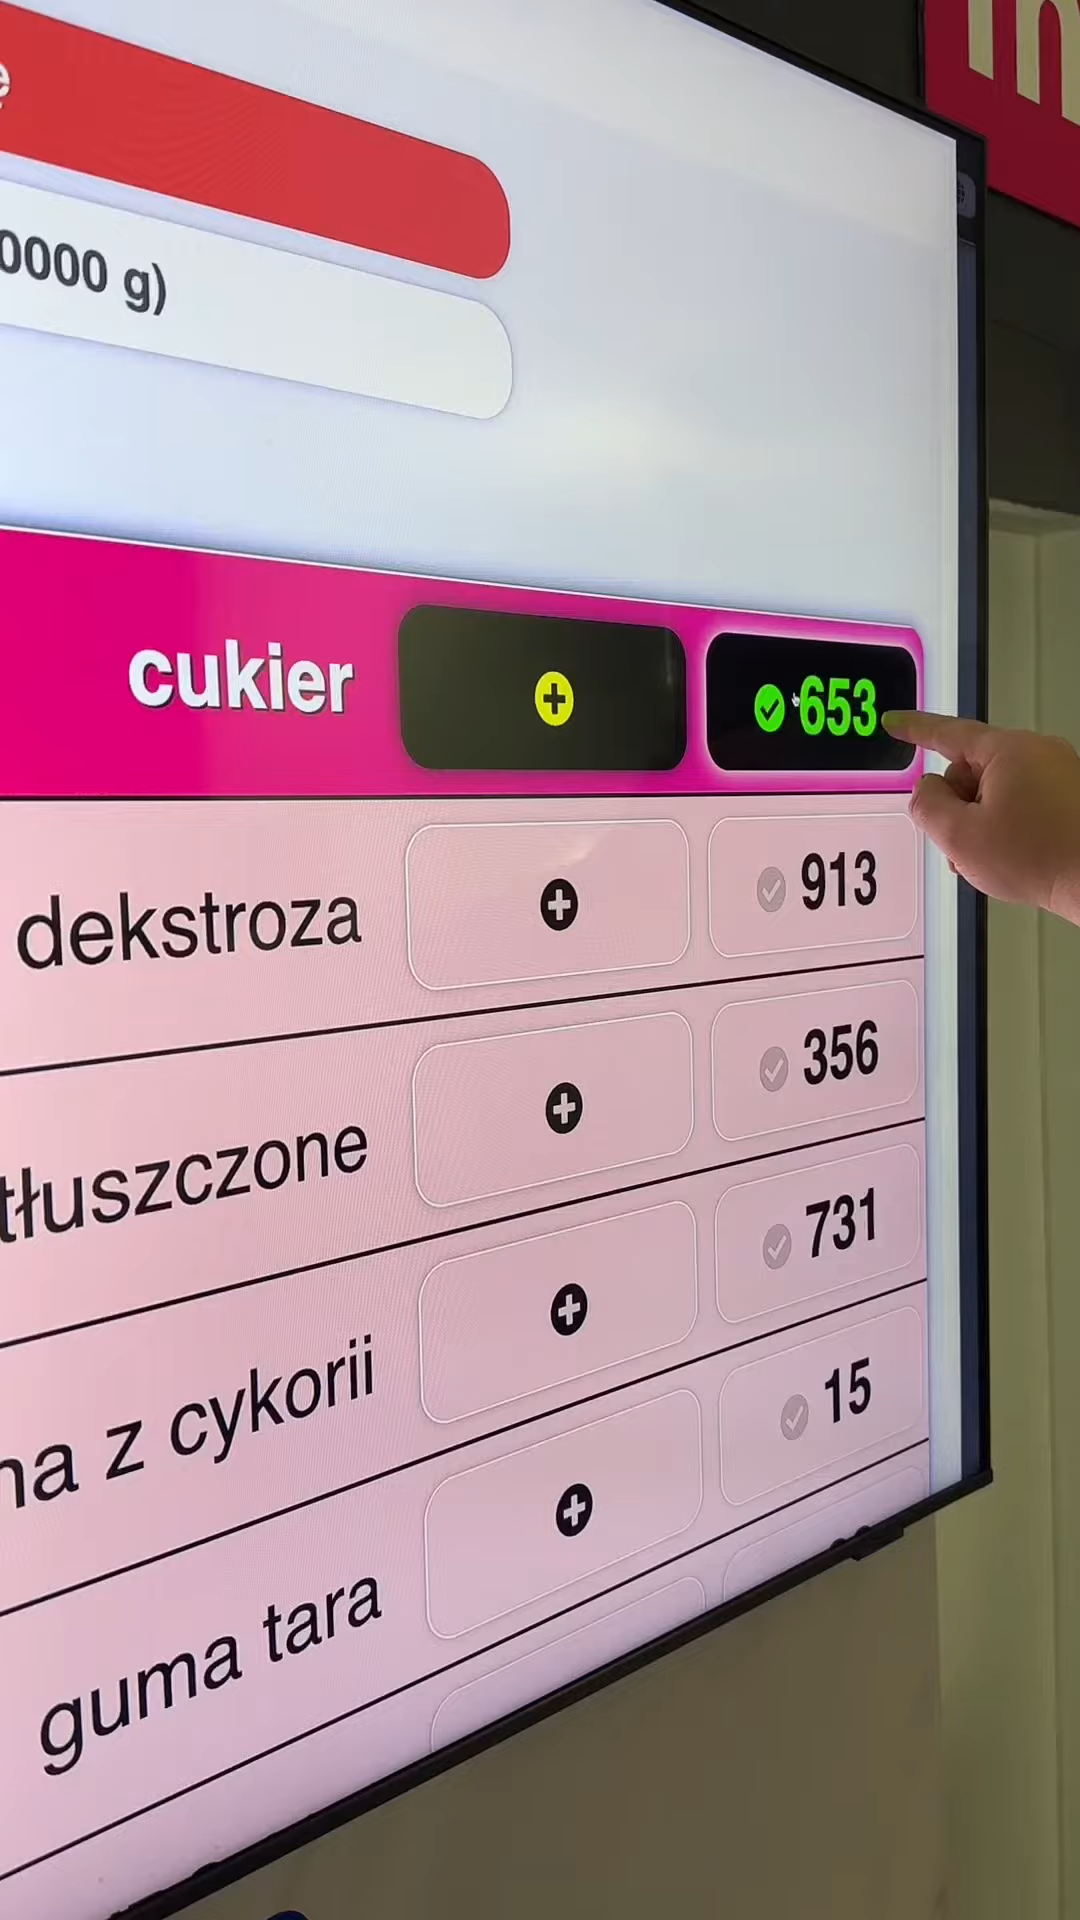 0000 g)
cukier 653
dekstroza 913
tłuszczone 356
na z cykorii 731
guma tara 15